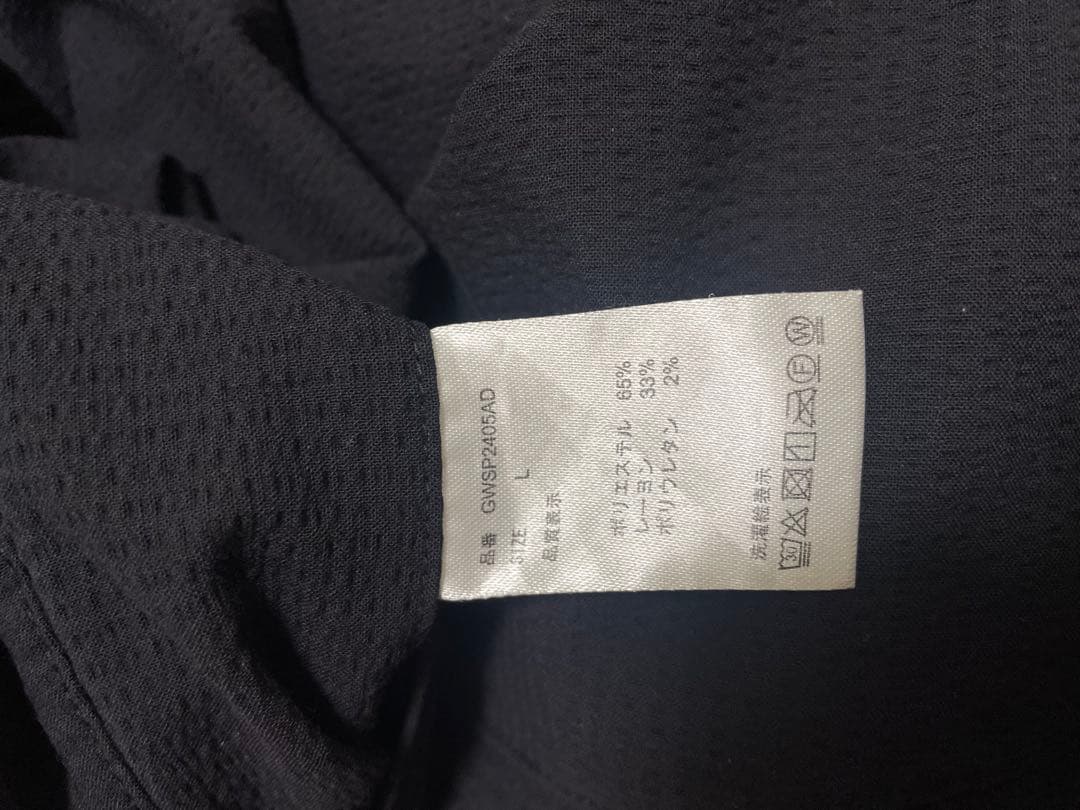 品番 GWSP2405AD
SIZE L
品質表示
ポリエステル 65%
レーヨン 33%
ポリウレタン 2%
洗濯絵表示
30 F W